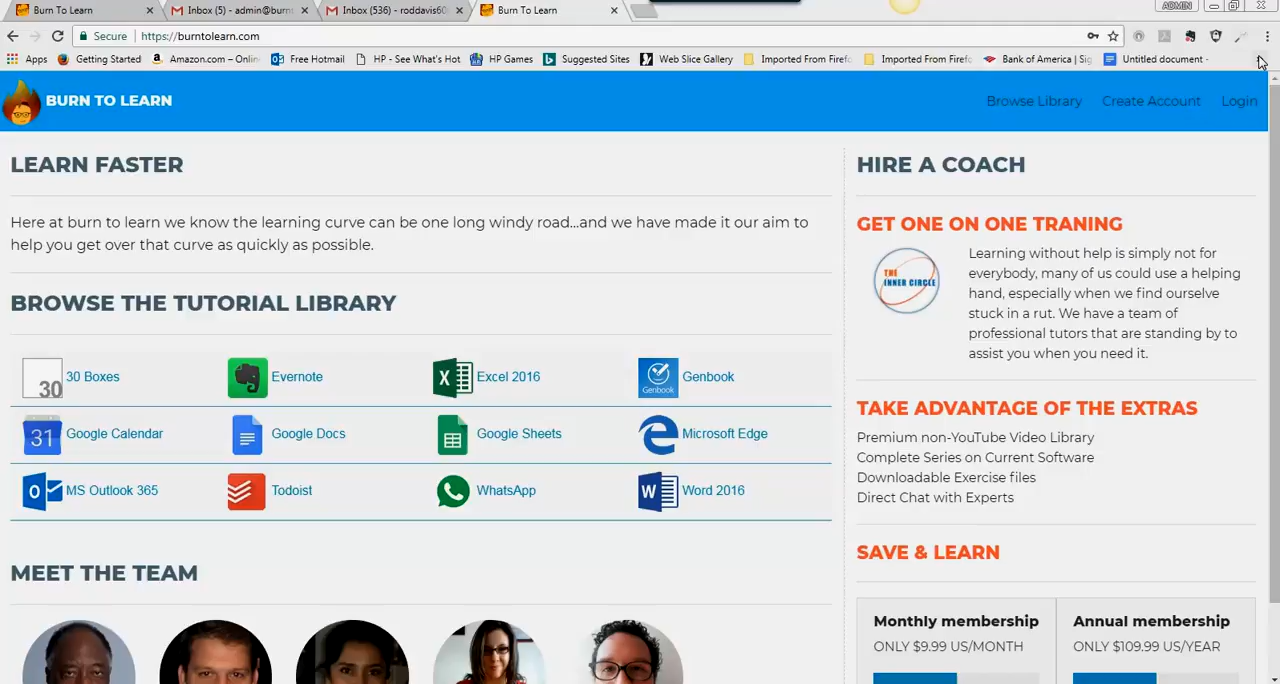 Burn To Learn
Inbox (5) - admin@burnt
Inbox (536) - roddavis60
Burn To Learn
ADMIN
Secure
https://burntolearn.com
Apps
Getting Started
Amazon.com – Onlin
Free Hotmail
HP - See What's Hot
HP Games
Suggested Sites
Web Slice Gallery
Imported From Firefo
Imported From Firefo
Bank of America | Sig
Untitled document -
BURN TO LEARN
Browse Library
Create Account
Login
LEARN FASTER
Here at burn to learn we know the learning curve can be one long windy road...and we have made it our aim to
help you get over that curve as quickly as possible.
BROWSE THE TUTORIAL LIBRARY
30
30 Boxes
Evernote
X
Excel 2016
Genbook
Genbook
31
Google Calendar
Google Docs
Google Sheets
Microsoft Edge
O
MS Outlook 365
Todoist
WhatsApp
W
Word 2016
MEET THE TEAM
HIRE A COACH
GET ONE ON ONE TRANING
THE
INNER CIRCLE
Learning without help is simply not for
everybody, many of us could use a helping
hand, especially when we find ourselve
stuck in a rut. We have a team of
professional tutors that are standing by to
assist you when you need it.
TAKE ADVANTAGE OF THE EXTRAS
Premium non-YouTube Video Library
Complete Series on Current Software
Downloadable Exercise files
Direct Chat with Experts
SAVE & LEARN
Monthly membership
ONLY $9.99 US/MONTH
Annual membership
ONLY $109.99 US/YEAR